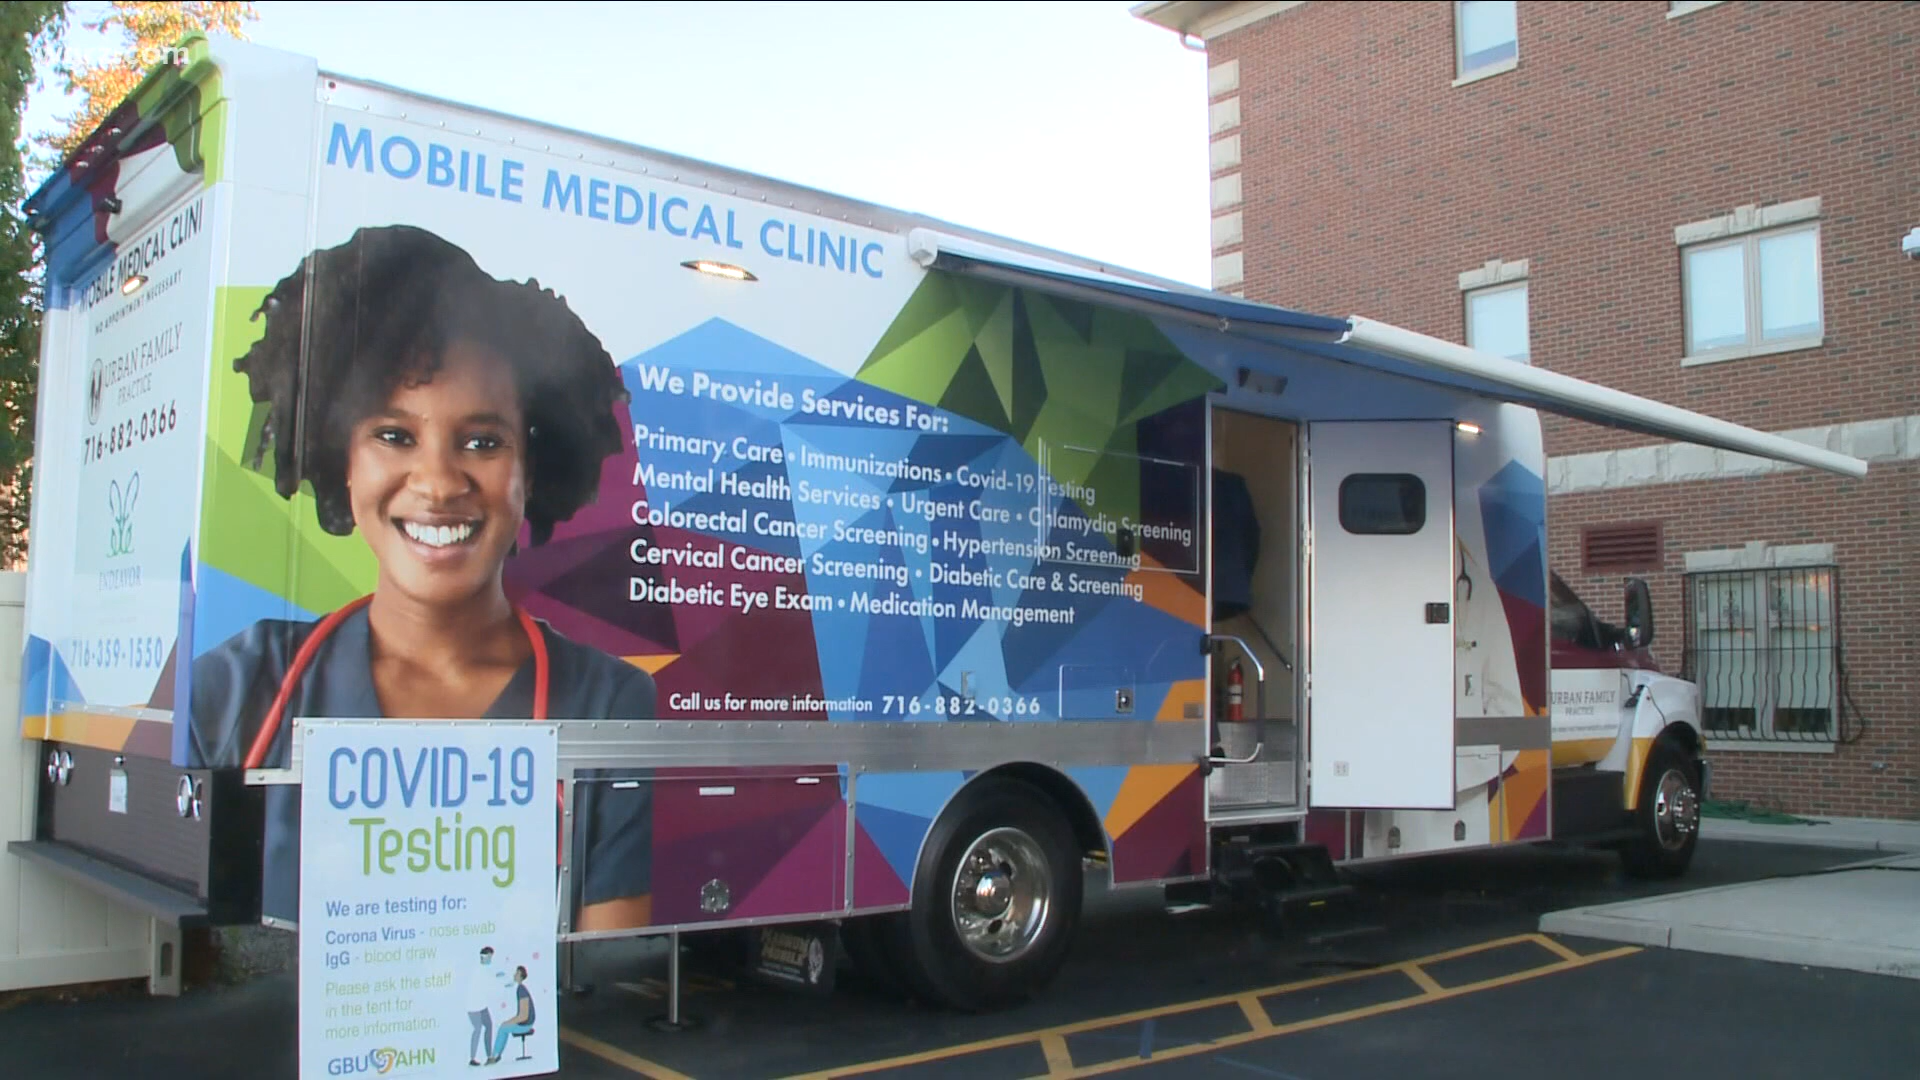 MOBILE MEDICAL CLINIC
We Provide Services For:
Primary Care • Immunizations • Covid-19 Testing
Mental Health Services • Urgent Care • Chlamydia Screening
Colorectal Cancer Screening • Hypertension Screening
Cervical Cancer Screening • Diabetic Care & Screening
Diabetic Eye Exam • Medication Management
Call us for more information 716-882-0366
MOBILE MEDICAL CLINI
NO APPOINTMENT NECESSARY
URBAN FAMILY
PRACTICE
716-882-0366
ENDEAVOR
716-359-1550
COVID-19
Testing
We are testing for:
Corona Virus - nose swab
IgG - blood draw
Please ask the staff
in the tent for
more information.
GBU AHN
URBAN FAMILY
PRACTICE